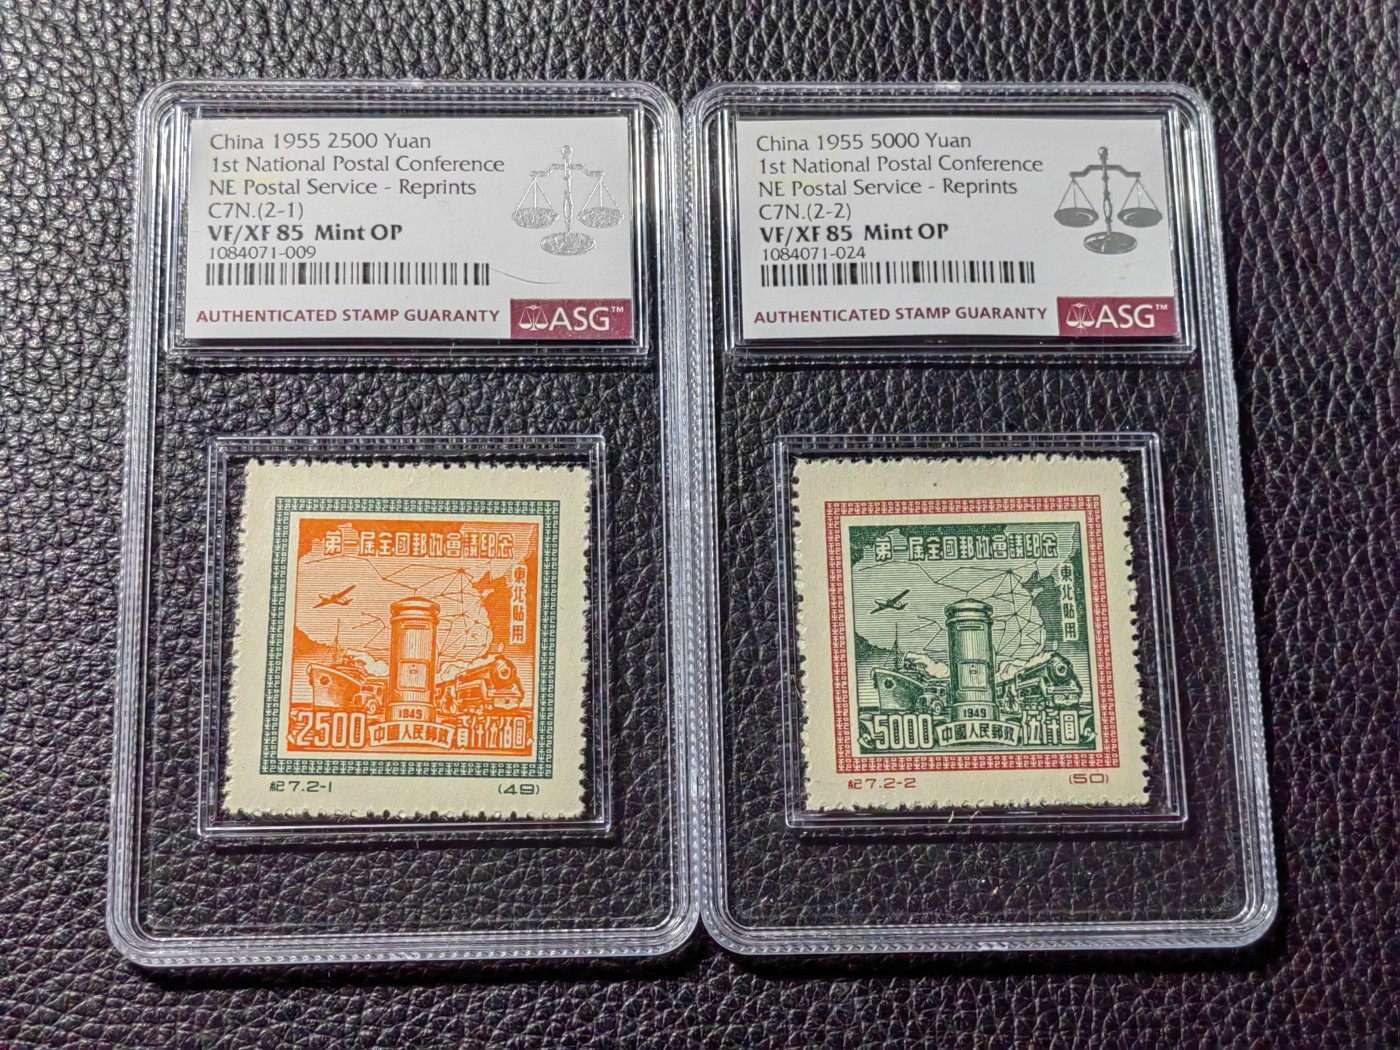 China 1955 2500 Yuan
1st National Postal Conference
NE Postal Service - Reprints
C7N.(2-1)
VF/XF 85 Mint OP
1084071-009
AUTHENTICATED STAMP GUARANTY
ASG™
第一届全国郵政會議紀念
東北貼用
1949
2500
中國人民郵政
貳仟伍佰圓
紀7.2-1
(49)
China 1955 5000 Yuan
1st National Postal Conference
NE Postal Service - Reprints
C7N.(2-2)
VF/XF 85 Mint OP
1084071-024
AUTHENTICATED STAMP GUARANTY
ASG™
第一届全国郵政會議紀念
東北貼用
1949
5000
中國人民郵政
伍仟圓
紀7.2-2
(50)